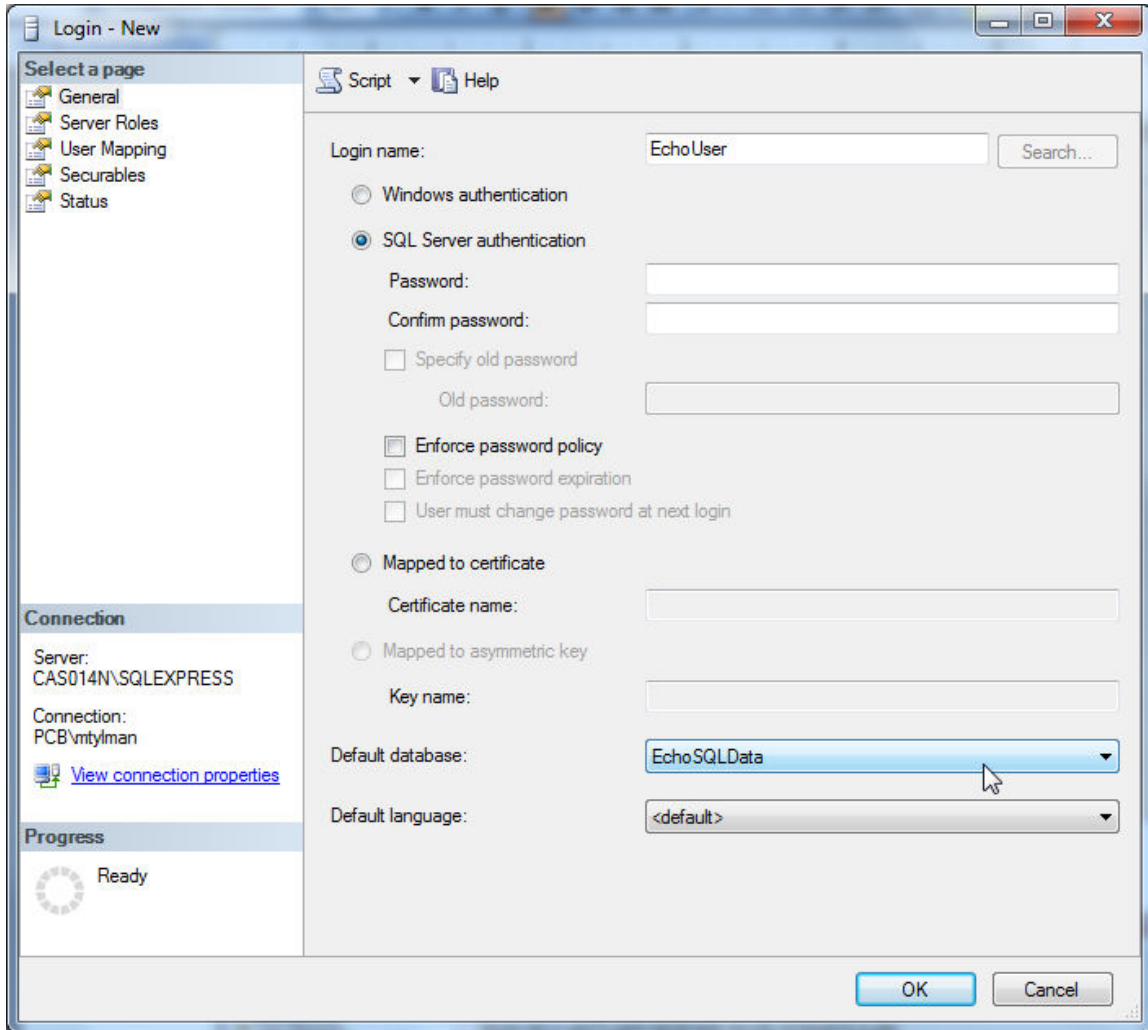 Login - New
Select a page
General
Server Roles
User Mapping
Securables
Status
Connection
Server:
CAS014N\SQLEXPRESS
Connection:
PCB\mtylman
View connection properties
Progress
Ready
Script Help
Login name: EchoUser Search...
Windows authentication
SQL Server authentication
Password:
Confirm password:
Specify old password
Old password:
Enforce password policy
Enforce password expiration
User must change password at next login
Mapped to certificate
Certificate name:
Mapped to asymmetric key
Key name:
Default database: EchoSQLData
Default language: <default>
OK Cancel